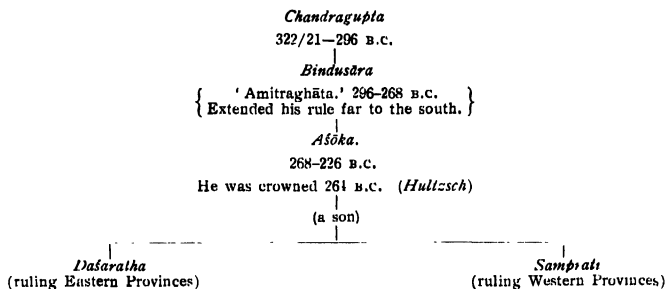 Chandragupta
322/21—296 B.C.
Bindusāra
'Amitraghāta.' 296-268 B.C.
Extended his rule far to the south.
Aśōka.
268-226 B.C.
He was crowned 264 B.C. (Hultzsch)
(a son)
Daśaratha Samprati
(ruling Eastern Provinces) (ruling Western Provinces)